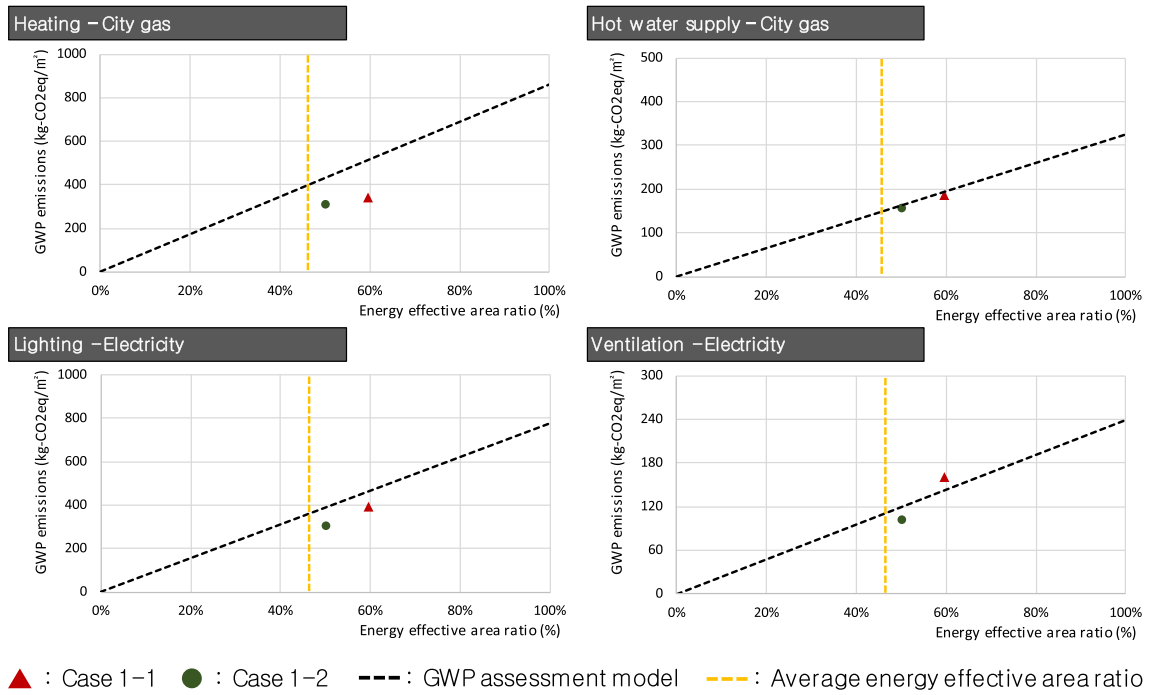 Heating – City gas
GWP emissions (kg-CO2eq/㎡)
1000
800
600
400
200
0
0% 20% 40% 60% 80% 100%
Energy effective area ratio (%)
Hot water supply – City gas
GWP emissions (kg-CO2eq/㎡)
500
400
300
200
100
0
0% 20% 40% 60% 80% 100%
Energy effective area ratio (%)
Lighting –Electricity
GWP emissions (kg-CO2eq/㎡)
1000
800
600
400
200
0
0% 20% 40% 60% 80% 100%
Energy effective area ratio (%)
Ventilation –Electricity
GWP emissions (kg-CO2eq/㎡)
300
240
180
120
60
0
0% 20% 40% 60% 80% 100%
Energy effective area ratio (%)
: Case 1-1 : Case 1-2 : GWP assessment model : Average energy effective area ratio